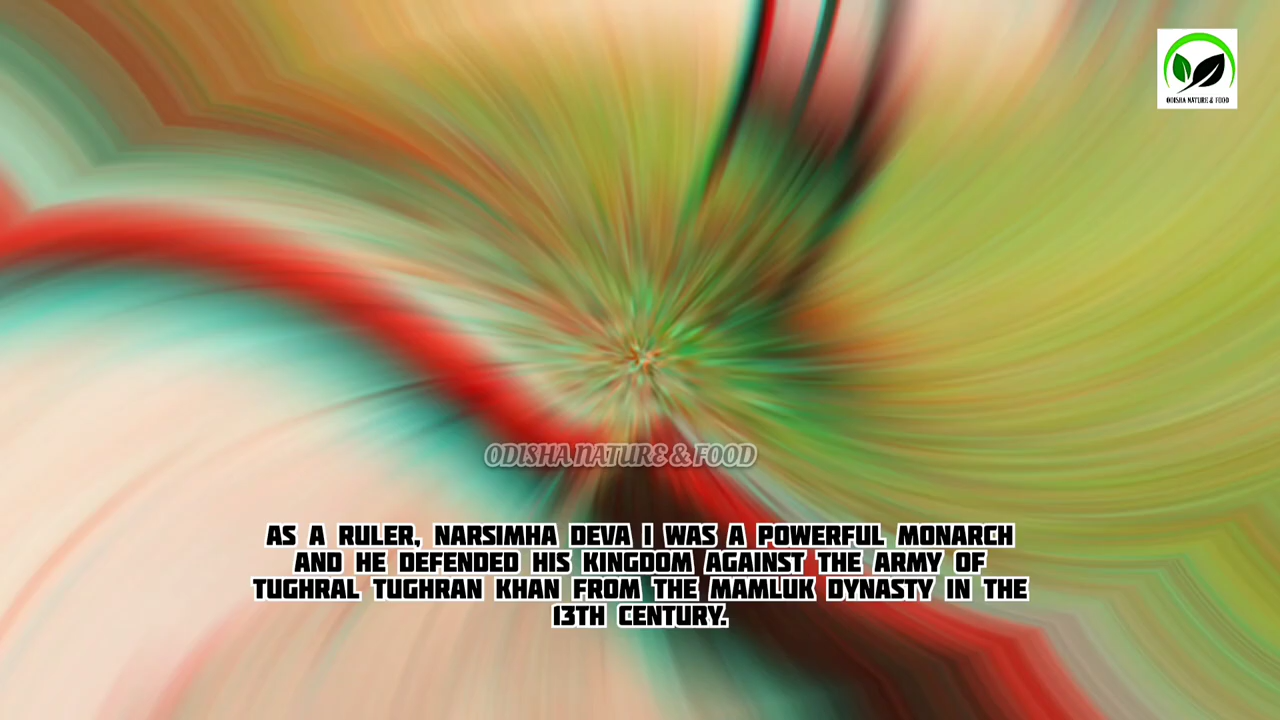 ODISHA NATURE & FOOD
ODISHA NATURE & FOOD
AS A RULER, NARSIMHA DEVA I WAS A POWERFUL MONARCH
AND HE DEFENDED HIS KINGDOM AGAINST THE ARMY OF
TUGHRAL TUGHRAN KHAN FROM THE MAMLUK DYNASTY IN THE
13TH CENTURY.